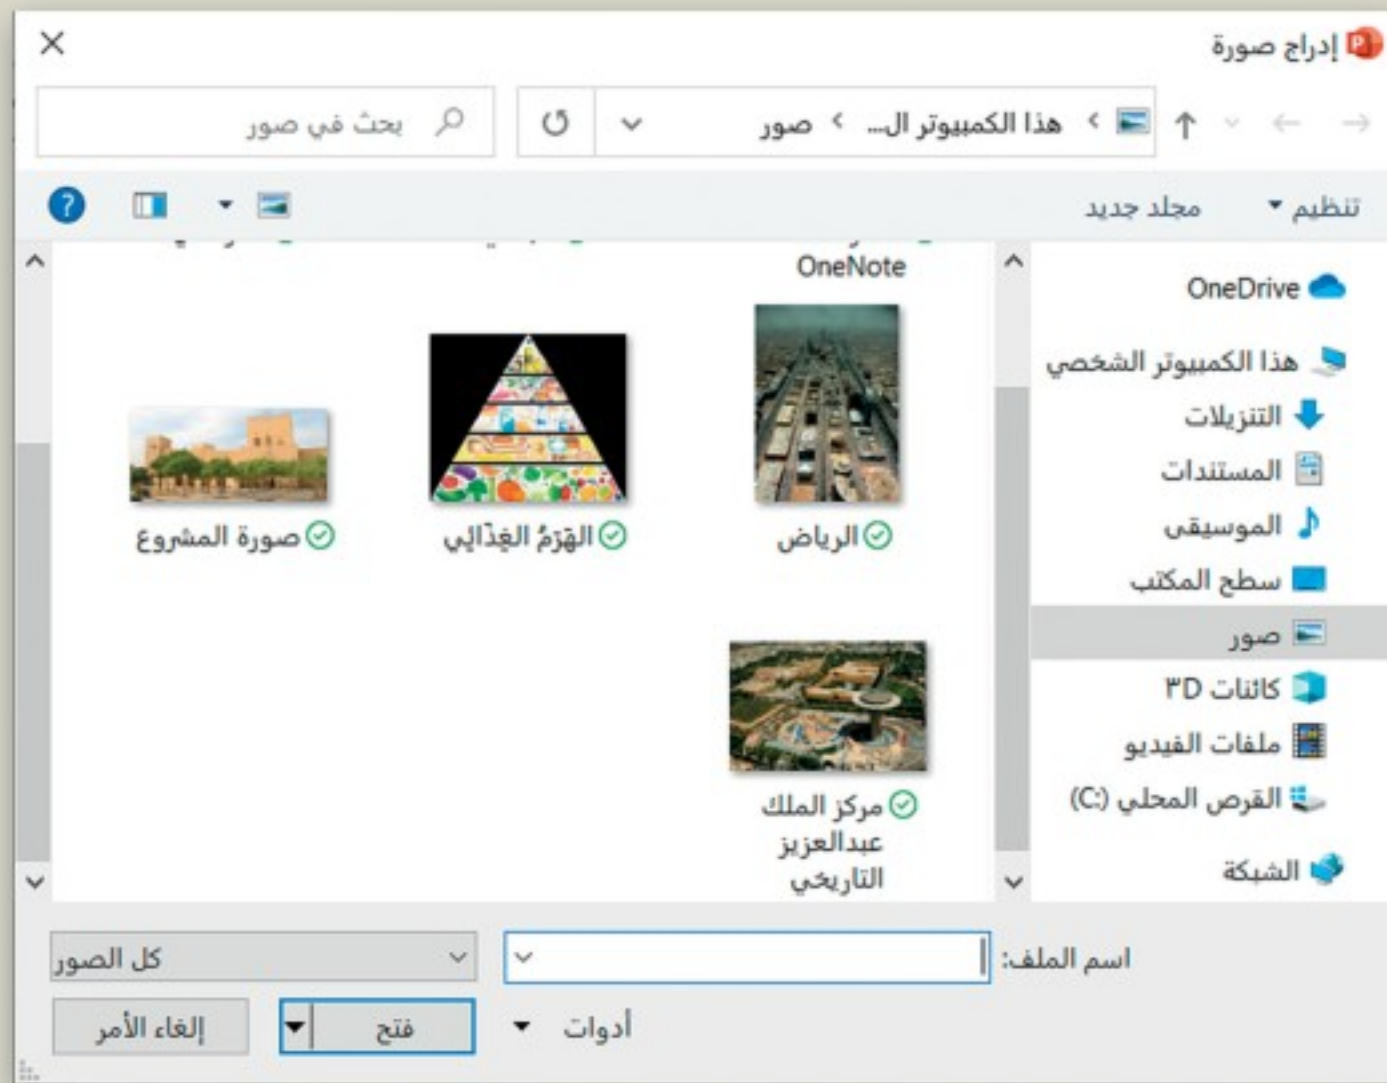 إدراج صورة
هذا الكمبيوتر ال... › صور
بحث في صور
تنظيم
مجلد جديد
OneDrive
هذا الكمبيوتر الشخصي
التنزيلات
المستندات
الموسيقى
سطح المكتب
صور
كائنات ٣D
ملفات الفيديو
القرص المحلي (C:)
الشبكة
OneNote
الرياض
الهَرَمُ الغِذَائِي
صورة المشروع
مركز الملك
عبدالعزيز
التاريخي
اسم الملف:
كل الصور
أدوات
فتح
إلغاء الأمر